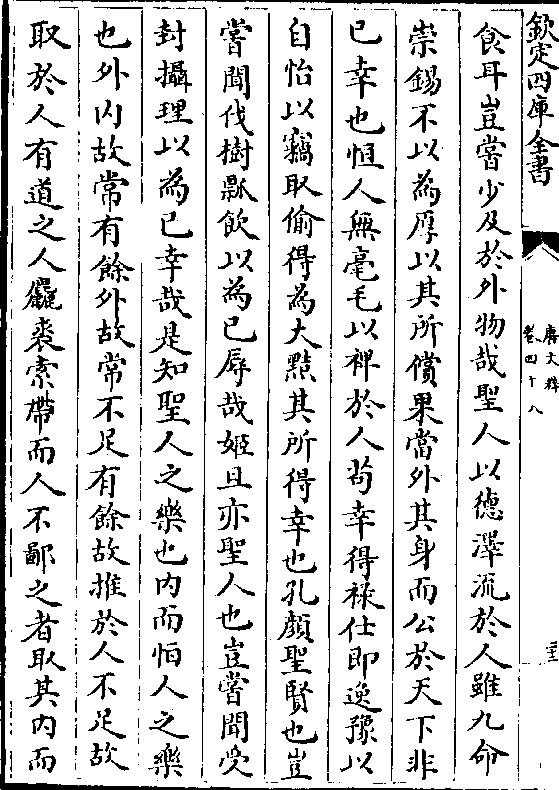 欽定四庫全書
唐文粹
卷四十八
食耳豈嘗少及於外物哉聖人以德澤流於人雖九命
崇錫不以為厚以其所償果當外其身而公於天下非
已幸也恒人無毫毛以裨於人茍幸得祿仕即逸豫以
自怡以竊取偷得為大黠其所得幸也孔顔聖賢也豈
嘗聞伐樹瓢飲以為已辱哉姬旦亦聖人也豈嘗聞受
封攝理以為已幸哉是知聖人之樂也内而恒人之樂
也外内故常有餘外故常不足有餘故推於人不足故
取於人有道之人麤裘索帶而人不鄙之者取其内而